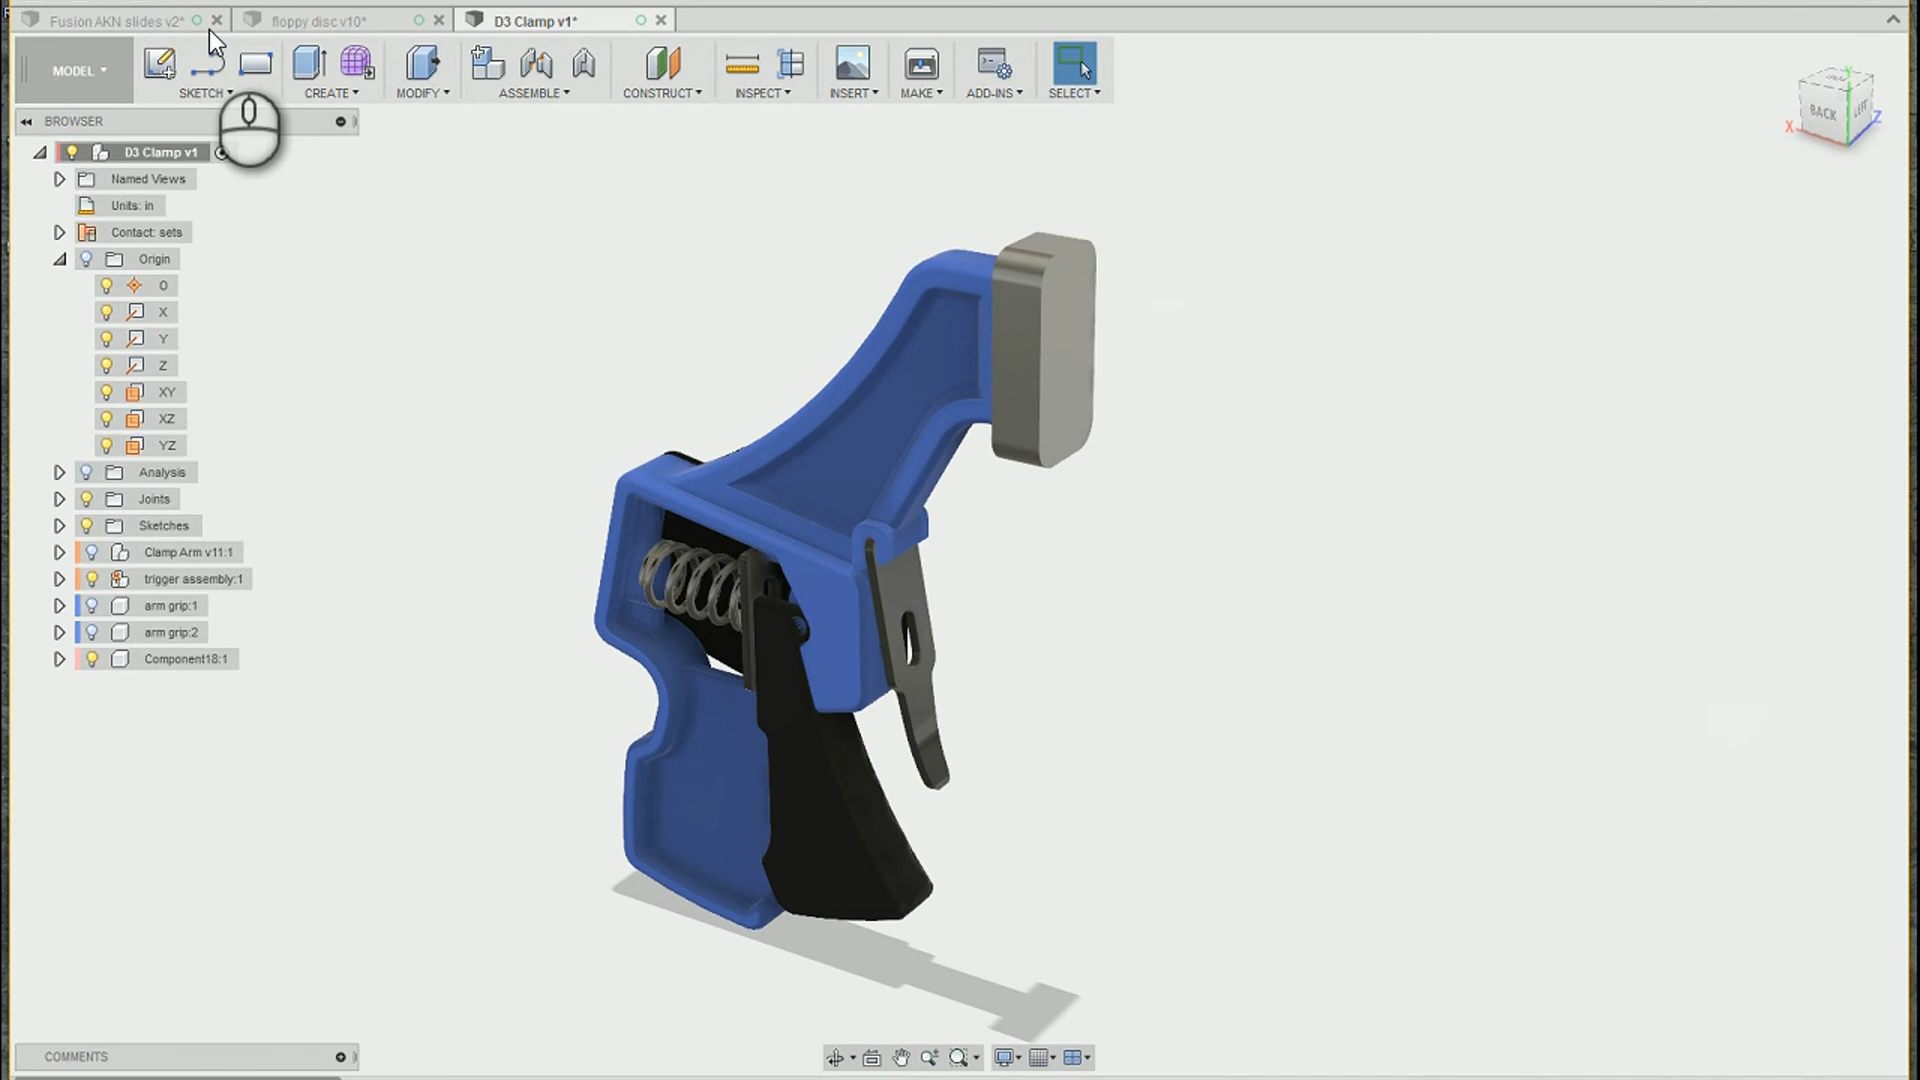 Fusion AKN slides v2* floppy disc v10* D3 Clamp v1*
MODEL SKETCH CREATE MODIFY ASSEMBLE CONSTRUCT INSPECT INSERT MAKE ADD-INS SELECT
BACK LEFT
X Y Z
BROWSER
D3 Clamp v1
Named Views
Units: in
Contact: sets
Origin
O
X
Y
Z
XY
XZ
YZ
Analysis
Joints
Sketches
Clamp Arm v11:1
trigger assembly:1
arm grip:1
arm grip:2
Component18:1
COMMENTS